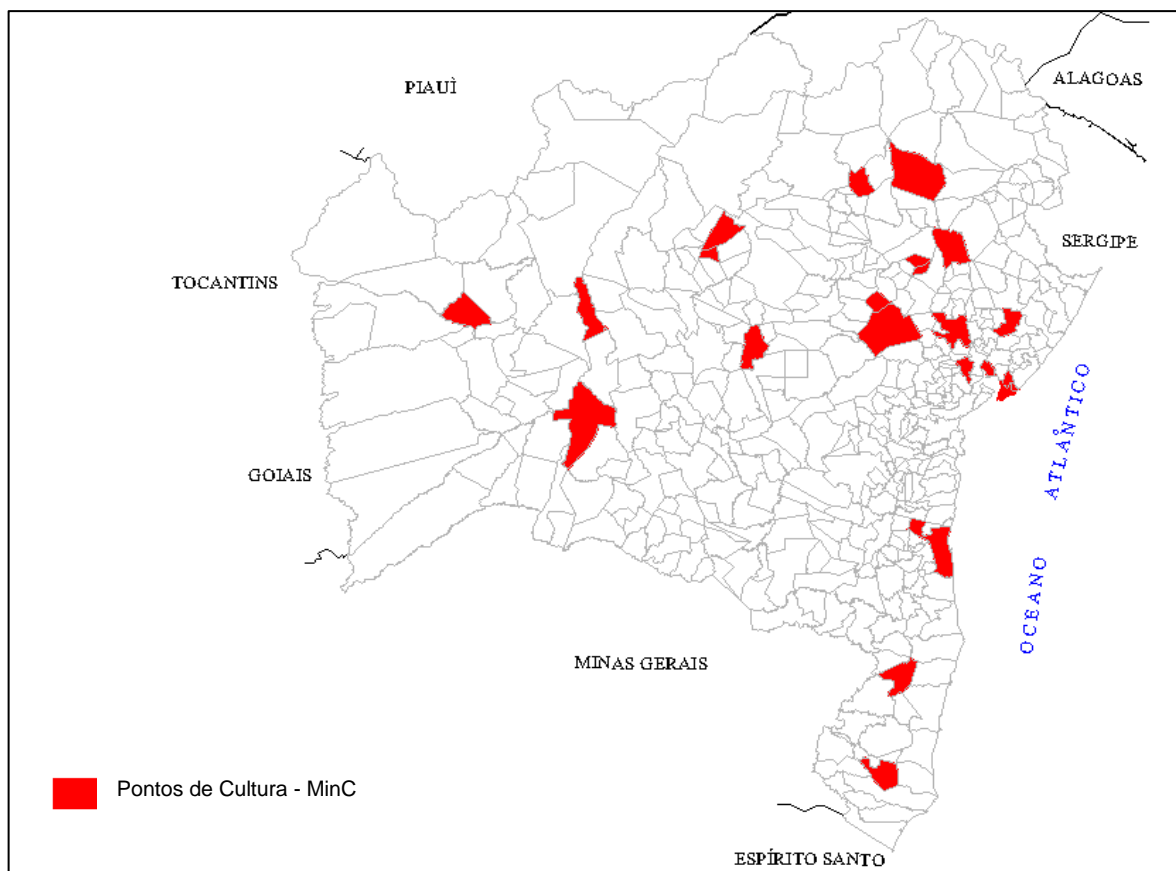 PIAUÌ
ALAGOAS
SERGIPE
TOCANTINS
GOIAIS
OCEANO ATLÂNTICO
MINAS GERAIS
Pontos de Cultura - MinC
ESPÍRITO SANTO